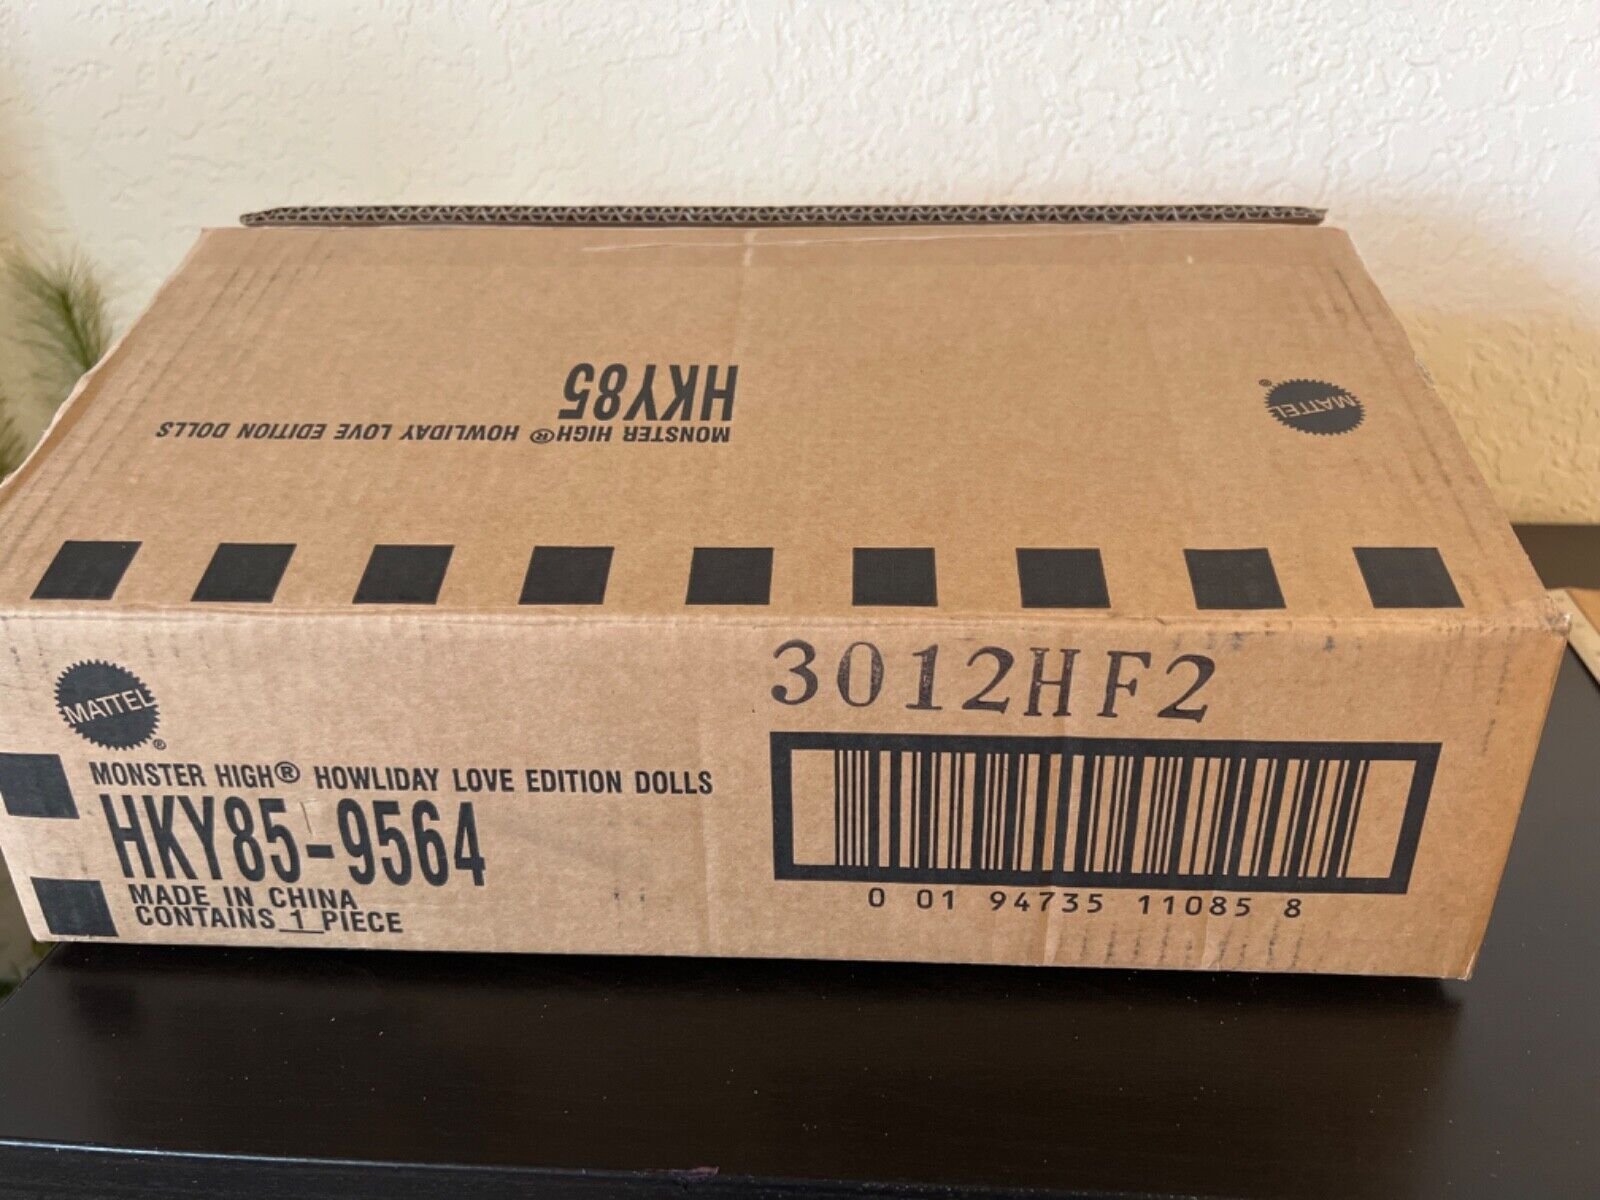 HKY85
MONSTER HIGH® HOWLIDAY LOVE EDITION DOLLS
MATTEL®
3012HF2
MATTEL®
MONSTER HIGH® HOWLIDAY LOVE EDITION DOLLS
HKY85-9564
MADE IN CHINA
CONTAINS 1 PIECE
0 01 94735 11085 8